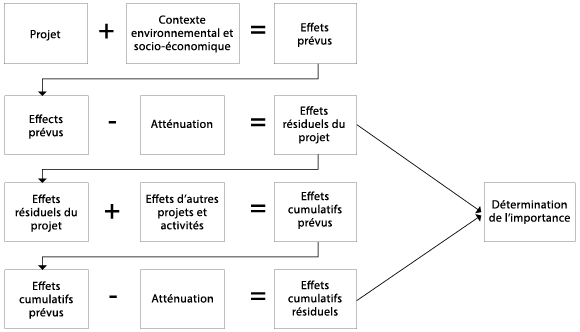 Projet
+
Contexte
environnemental et
socio-économique
=
Effets
prévus
Effects
prévus
-
Atténuation
=
Effets
résiduels du
projet
Effets
résiduels du
projet
+
Effets d'autres
projets et
activités
=
Effets
cumulatifs
prévus
Détermination
de l'importance
Effets
cumulatifs
prévus
-
Atténuation
=
Effets
cumulatifs
résiduels